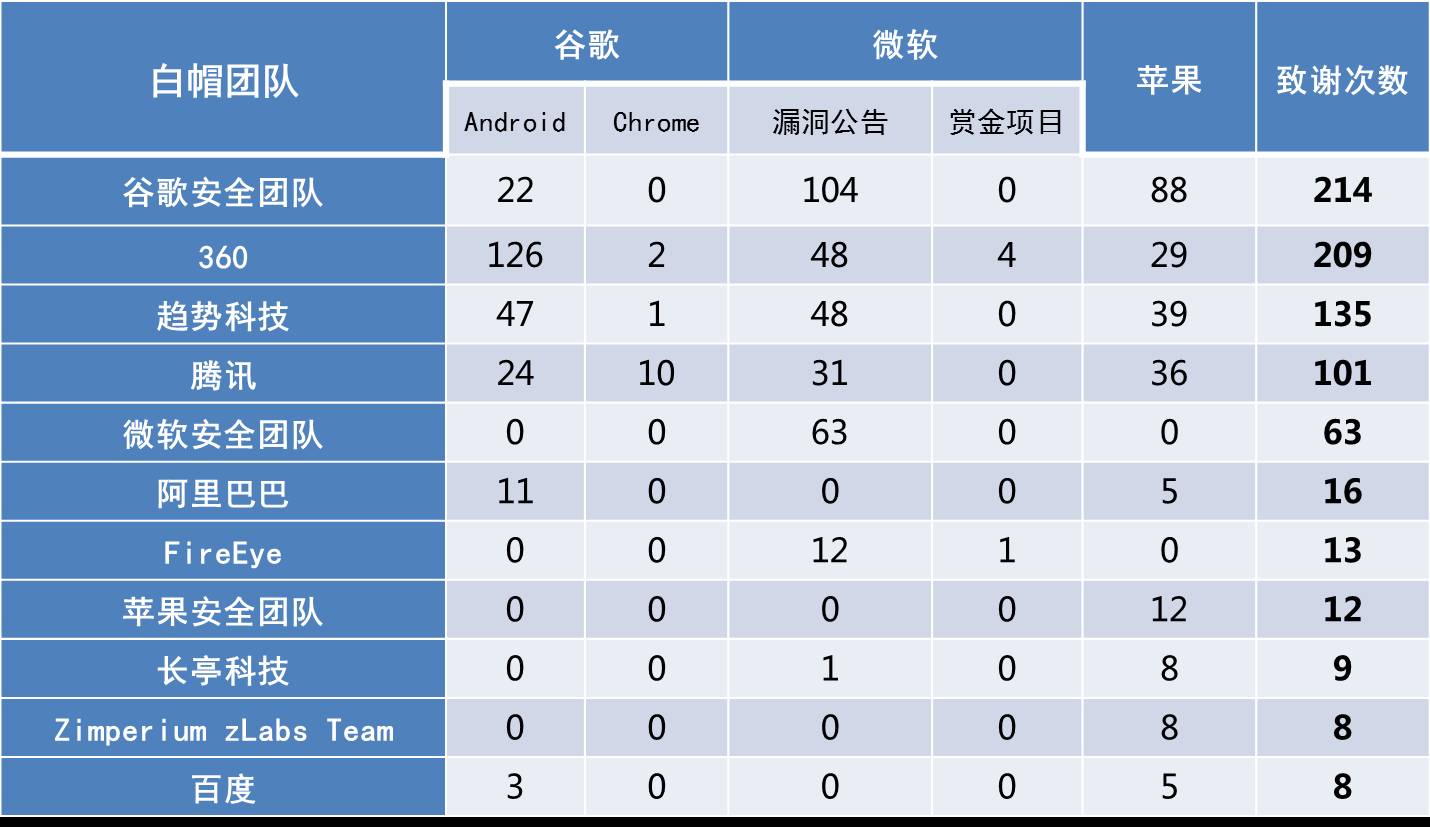 白帽团队 谷歌 微软 苹果 致谢次数
Android Chrome 漏洞公告 赏金项目
谷歌安全团队 22 0 104 0 88 214
360 126 2 48 4 29 209
趋势科技 47 1 48 0 39 135
腾讯 24 10 31 0 36 101
微软安全团队 0 0 63 0 0 63
阿里巴巴 11 0 0 0 5 16
FireEye 0 0 12 1 0 13
苹果安全团队 0 0 0 0 12 12
长亭科技 0 0 1 0 8 9
Zimperium zLabs Team 0 0 0 0 8 8
百度 3 0 0 0 5 8